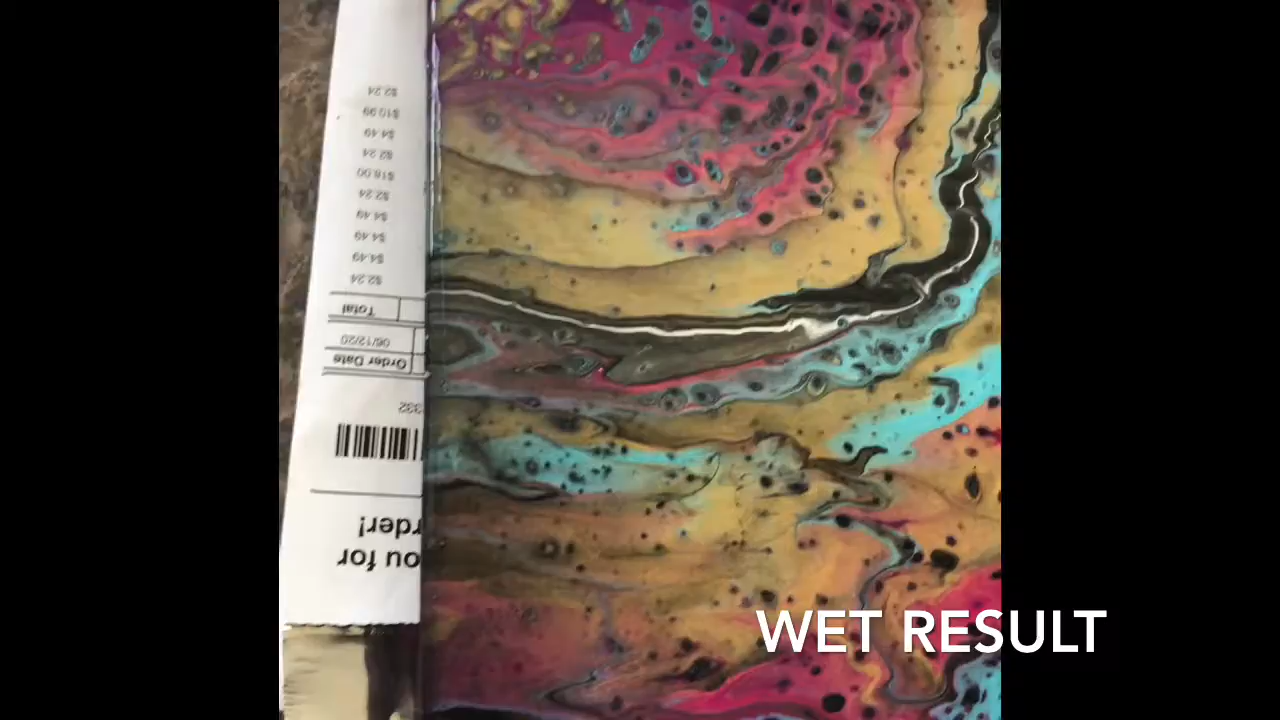 ou for
rder!
332
Order Date
06/12/20
Total
$2.24
$4.49
$4.49
$4.49
$2.24
$18.00
$2.24
$4.49
$10.99
$2.24
WET RESULT